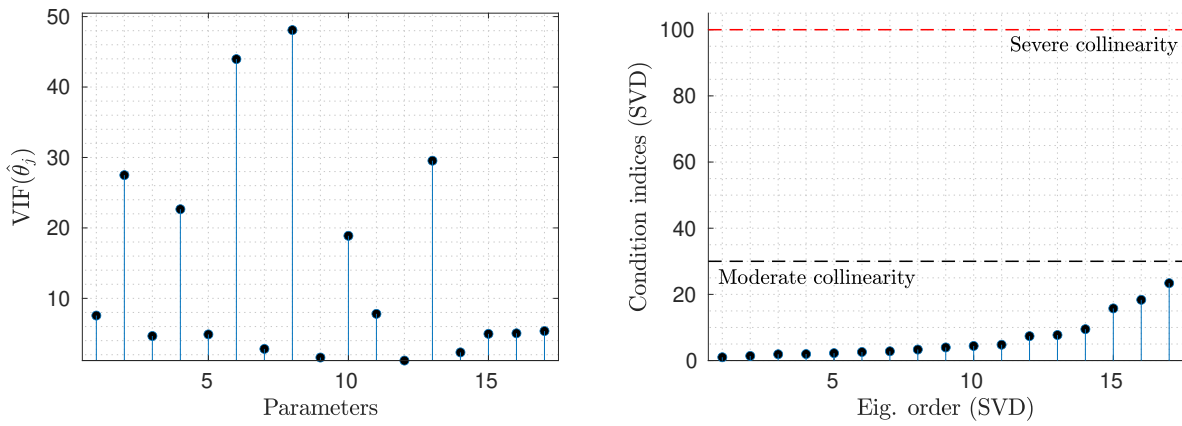 50
40
30
20
10
5
10
15
VIF(θ̂_j)
Parameters
100
80
60
40
20
0
5
10
15
Severe collinearity
Moderate collinearity
Condition indices (SVD)
Eig. order (SVD)